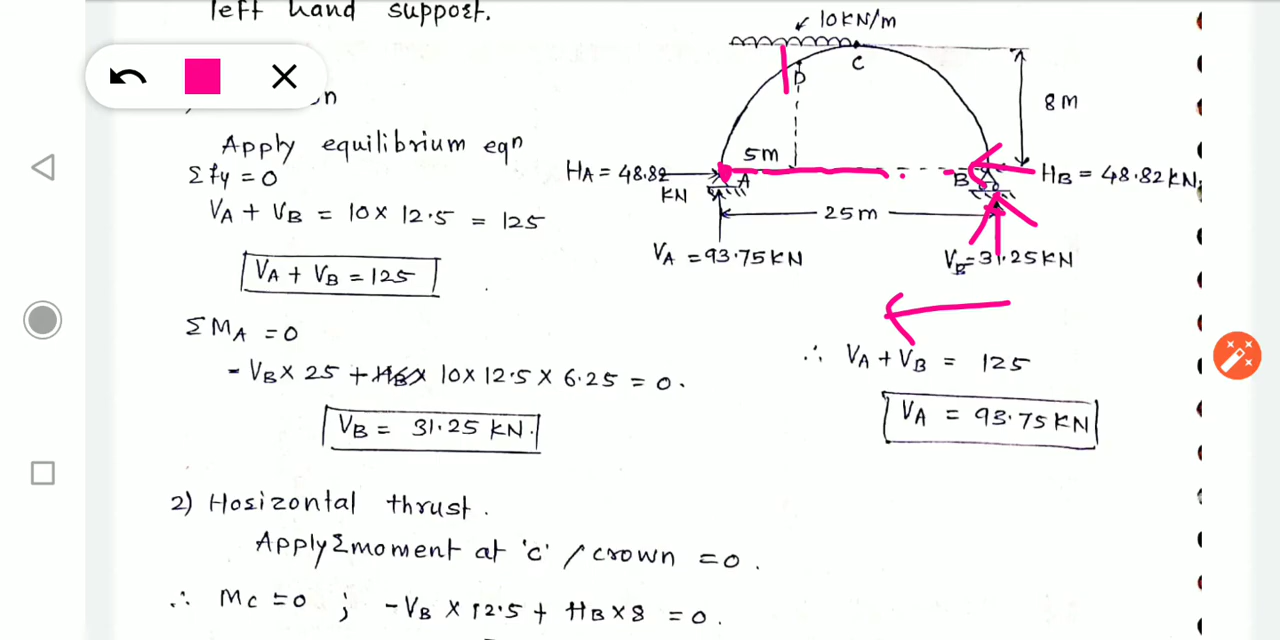 left hand support.
n
Apply equilibrium eqn
Σfy = 0
VA + VB = 10 x 12.5 = 125
VA + VB = 125
ΣMA = 0
- VB x 25 + 10 x 12.5 x 6.25 = 0.
VB = 31.25 KN.
10 KN/m
C
D
8 M
5m
HA = 48.82 KN
A
B
HB = 48.82 KN.
25 m
VA = 93.75 KN
VB = 31.25 KN
∴ VA + VB = 125
VA = 93.75 KN
2) Horizontal thrust.
Apply Σmoment at 'c' / crown = 0.
∴ Mc = 0 ; - VB x 12.5 + HB x 8 = 0.